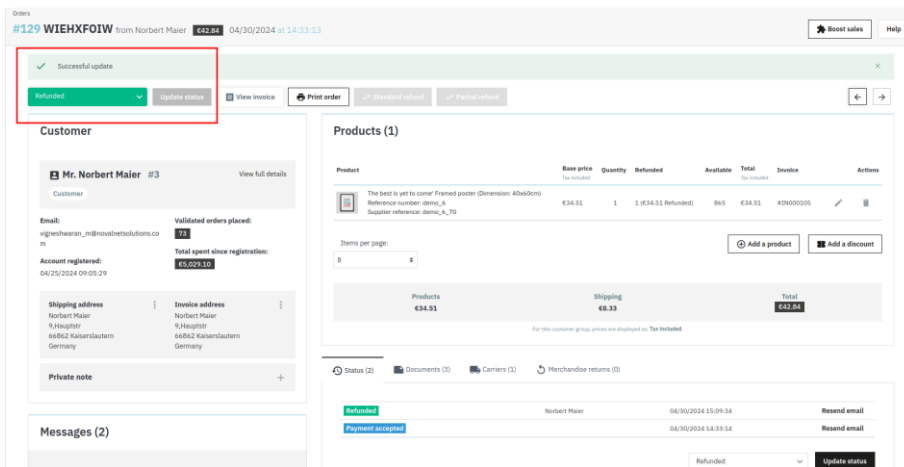 Orders
#129 WIEHXFOIW from Norbert Maier €42.84 04/30/2024 at 14:33:13
Boost sales
Help
Successful update
Refunded
Update status
View invoice
Print order
Standard refund
Partial refund
Customer
Mr. Norbert Maier #3
View full details
Customer
Email:
vigneshwaran_m@novalnetsolutions.co
m
Account registered:
04/25/2024 09:05:29
Validated orders placed:
73
Total spent since registration:
€5,029.10
Shipping address
Norbert Maier
9,Hauptstr
66862 Kaiserslautern
Germany
Invoice address
Norbert Maier
9,Hauptstr
66862 Kaiserslautern
Germany
Private note
Messages (2)
Products (1)
Product Base price Quantity Refunded Available Total Invoice Actions
Tax included Tax included
The best is yet to come' Framed poster (Dimension: 40x60cm)
Reference number: demo_6
Supplier reference: demo_6_70
€34.51 1 1 (€34.51 Refunded) 865 €34.51 #IN000105
Items per page:
8
Add a product
Add a discount
Products Shipping Total
€34.51 €8.33 €42.84
For this customer group, prices are displayed as: Tax included
Status (2)
Documents (3)
Carriers (1)
Merchandise returns (0)
Refunded Norbert Maier 04/30/2024 15:09:34 Resend email
Payment accepted 04/30/2024 14:33:14 Resend email
Refunded
Update status